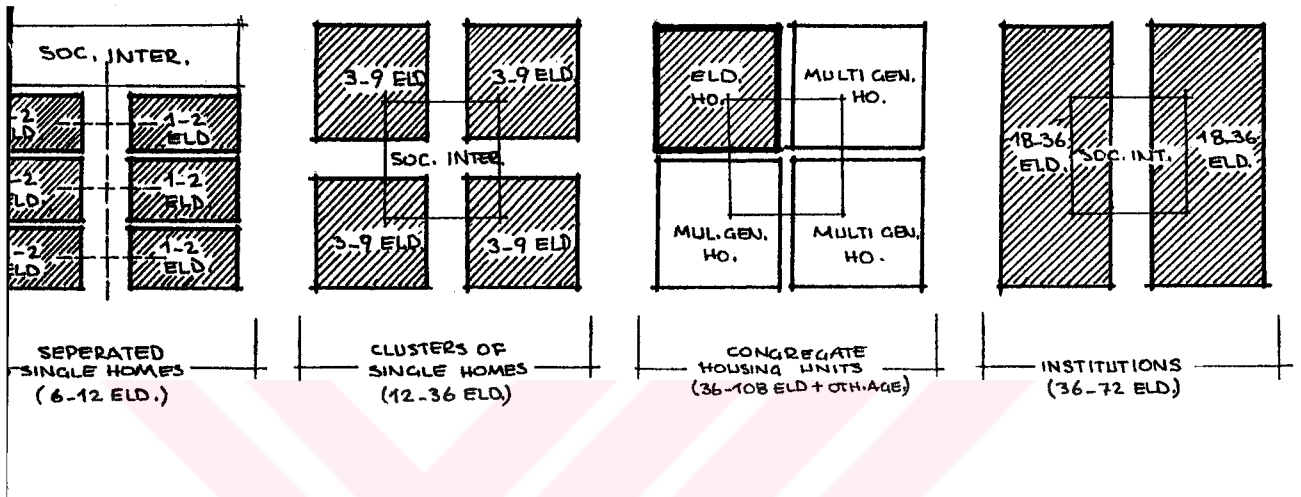 SOC. INTER.
1-2
ELD
1-2
ELD.
1-2
ELD.
-2
ELD
SEPERATED
SINGLE HOMES
(6-12 ELD.)
3-9 ELD
3-9 ELD
SOC. INTER.
3-9 ELD.
3-9 ELD.
CLUSTERS OF
SINGLE HOMES
(12-36 ELD.)
ELD.
HO.
MULTI GEN.
HO.
MUL. GEN.
HO.
MULTI GEN.
HO.
CONGREGATE
HOUSING UNITS
(36-108 ELD + OTH.AGE)
18-36
ELD.
SOC. INT.
18-36
ELD.
INSTITUTIONS
(36-72 ELD.)